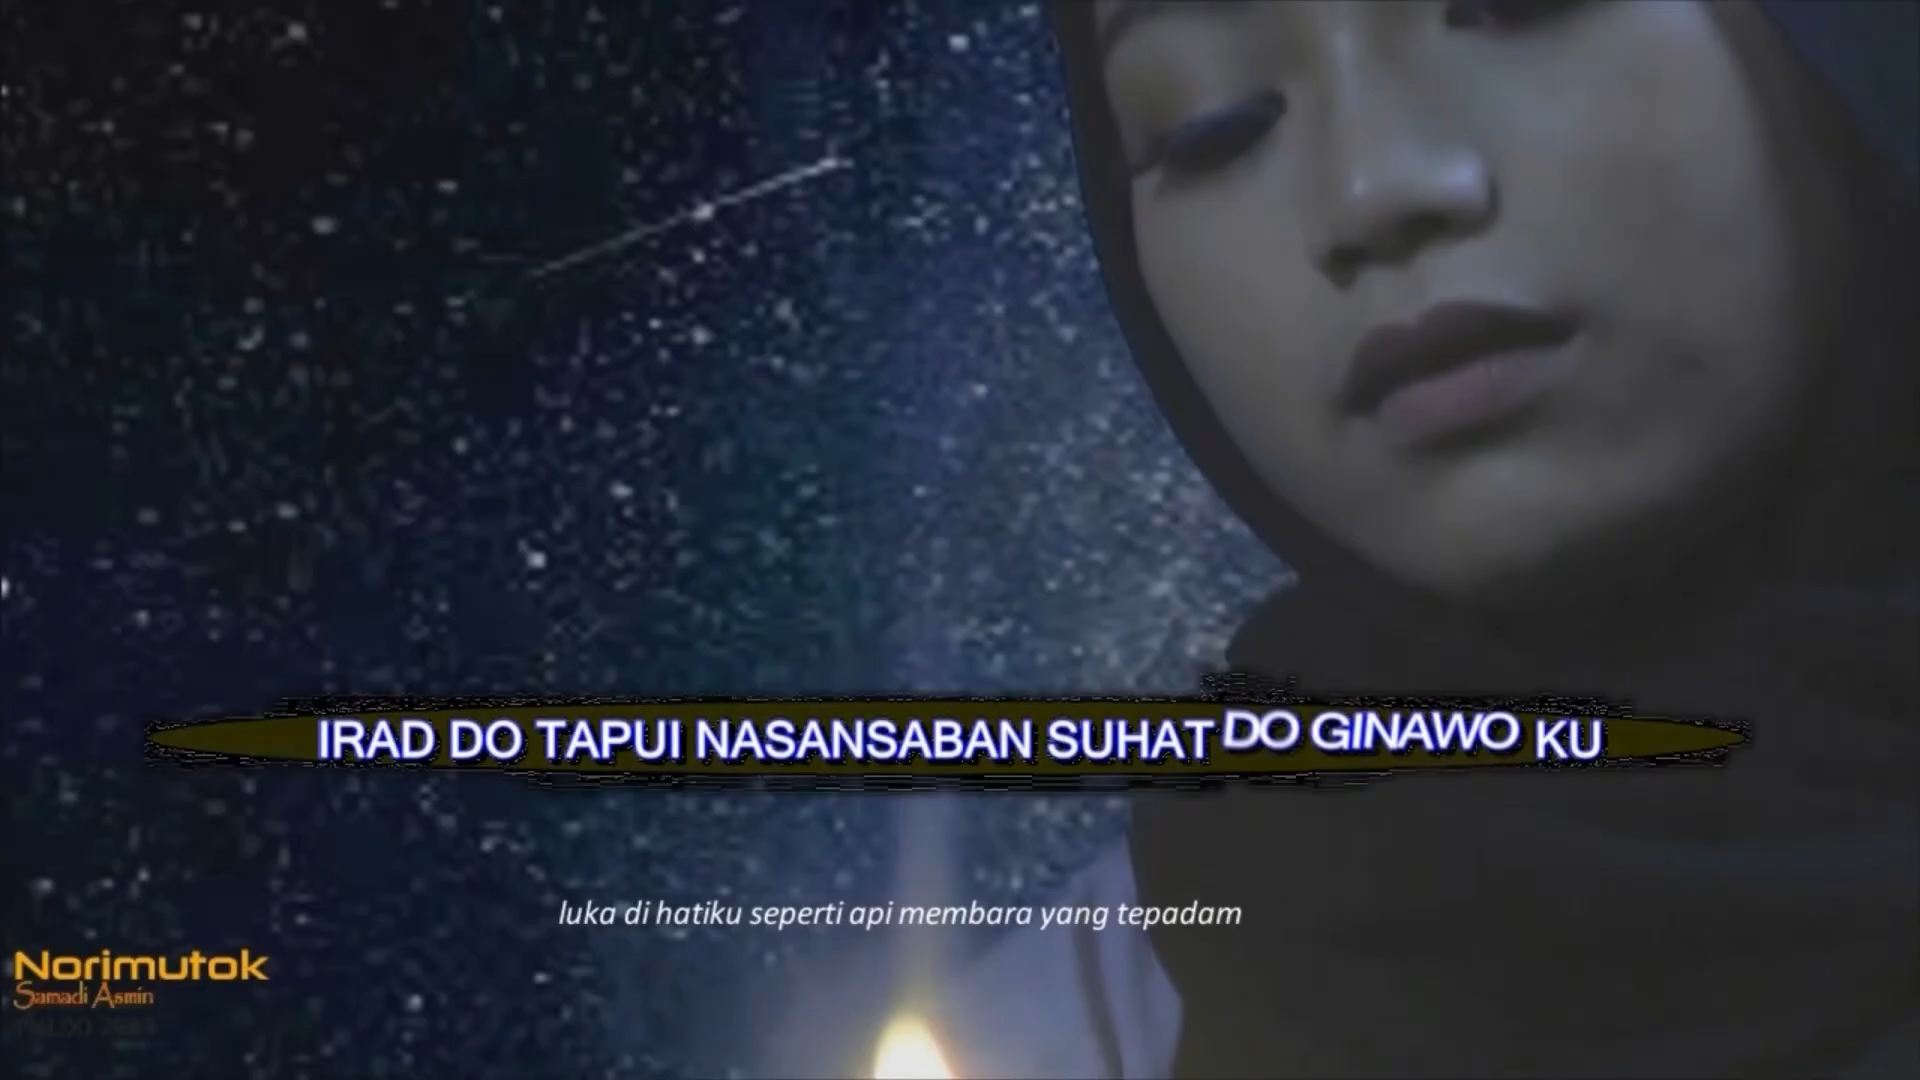 IRAD DO TAPUI NASANSABAN SUHAT DO GINAWO KU
luka di hatiku seperti api membara yang tepadam
Norimutok
Samadi Asmin